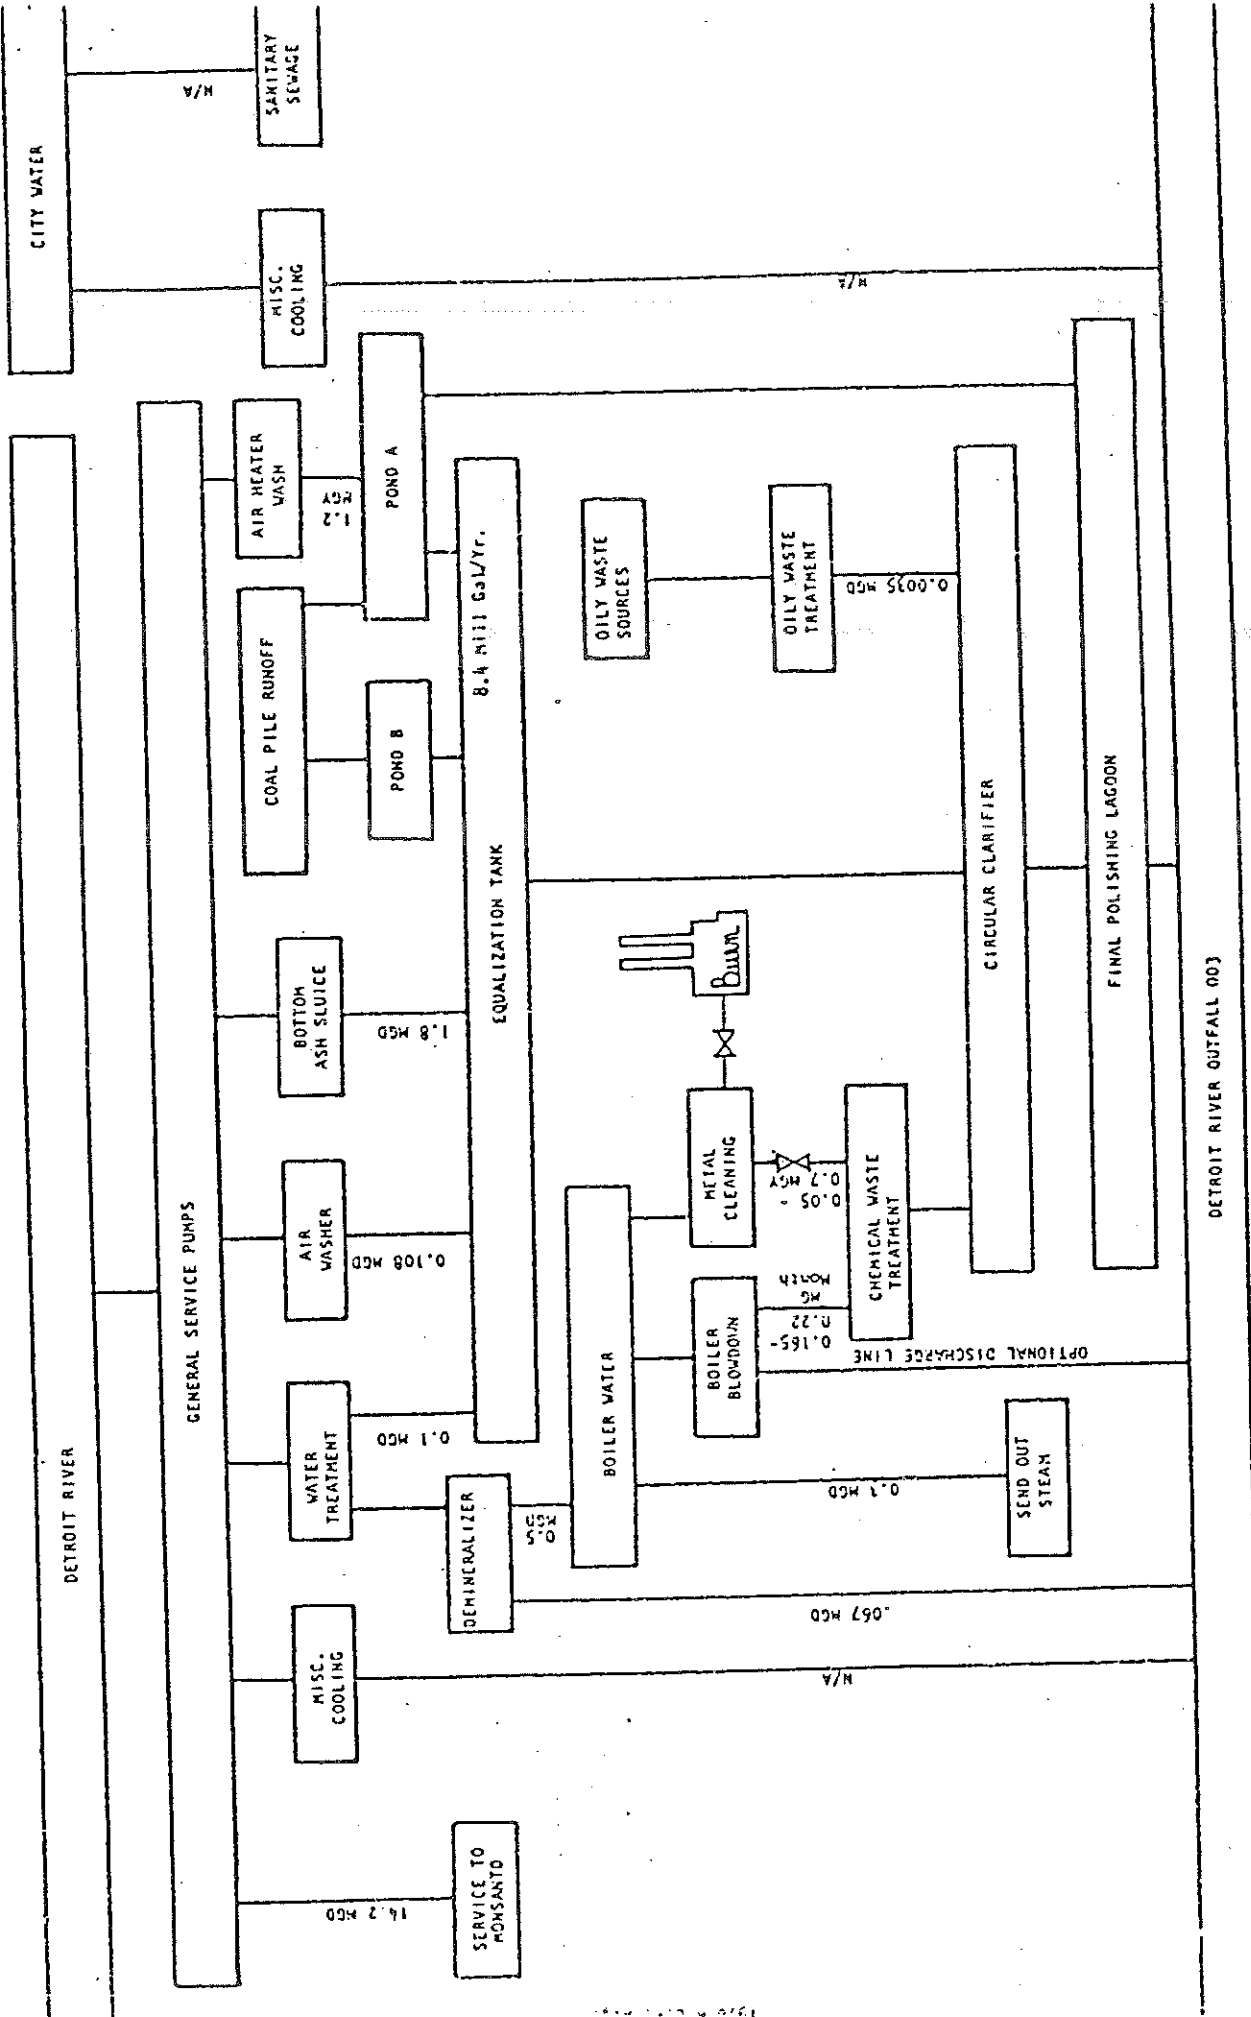 DETROIT RIVER
CITY WATER
GENERAL SERVICE PUMPS
N/A
SANITARY
SEWAGE
MISC.
COOLING
WATER
TREATMENT
AIR
WASHER
BOTTOM
ASH SLUICE
COAL PILE RUNOFF
AIR HEATER
WASH
MISC.
COOLING
14.2 MGD
SERVICE TO
MONSANTO
0.1 MGD
0.108 MGD
1.8 MGD
POND B
1.2
MGY
POND A
DEMINERALIZER
EQUALIZATION TANK
8.4 Mill Gal/Yr.
0.5
MGD
BOILER WATER
OILY WASTE
SOURCES
BOILER
BLOWDOWN
METAL
CLEANING
Burn
OILY WASTE
TREATMENT
N/A
.067 MGD
0.1 MGD
0.165-
0.22
MG
Month
0.05 -
0.7 MGY
N/A
OPTIONAL DISCHARGE LINE
CHEMICAL WASTE
TREATMENT
0.0035 MGD
SEND OUT
STEAM
CIRCULAR CLARIFIER
FINAL POLISHING LAGOON
DETROIT RIVER OUTFALL 003